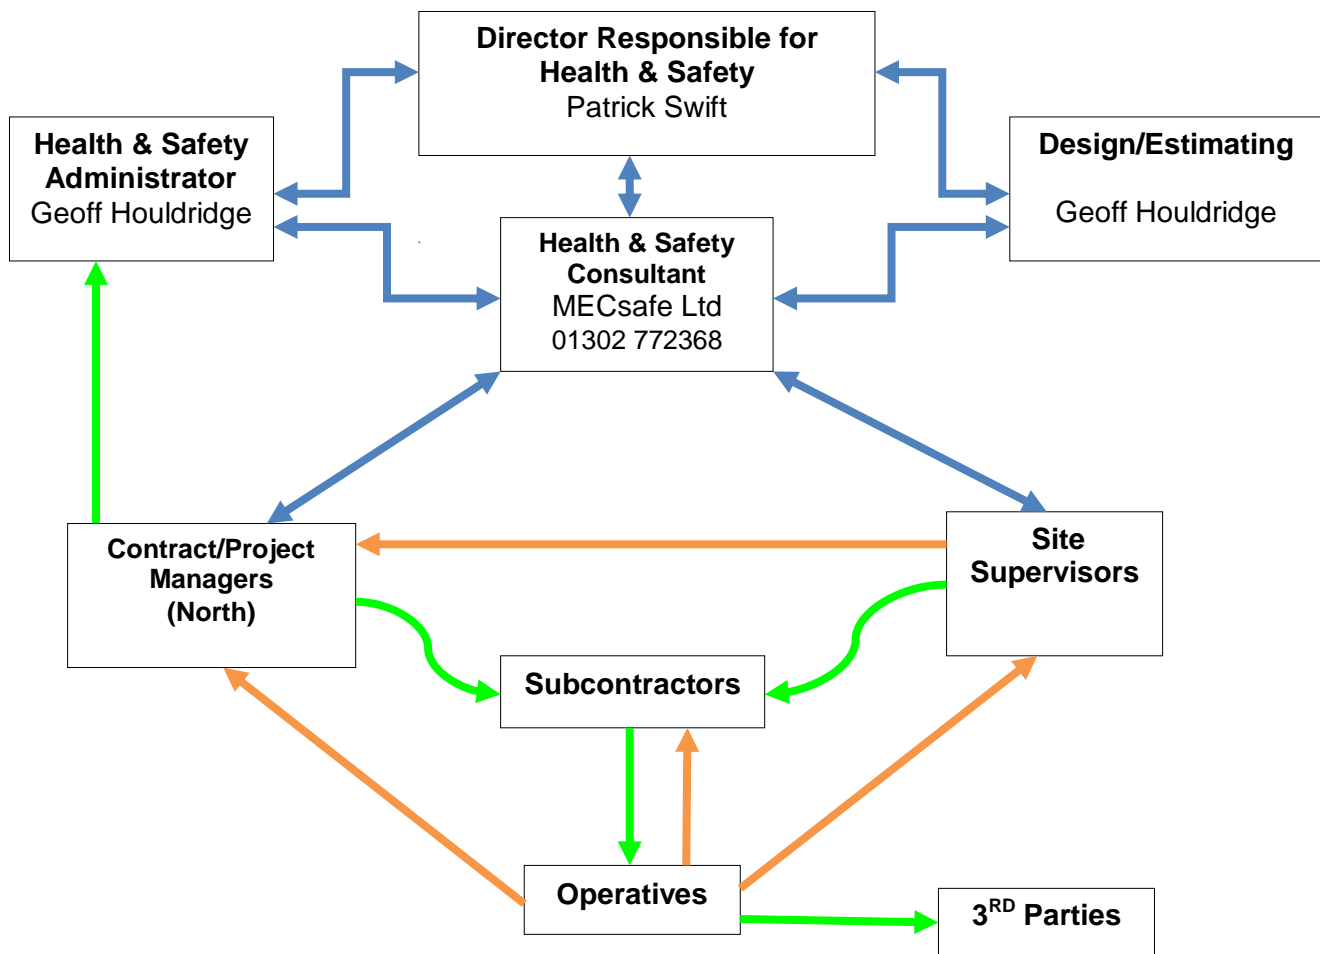 Director Responsible for
Health & Safety
Patrick Swift
Health & Safety
Administrator
Geoff Houldridge
Design/Estimating
Geoff Houldridge
Health & Safety
Consultant
MECsafe Ltd
01302 772368
Contract/Project
Managers
(North)
Site
Supervisors
Subcontractors
Operatives
3RD Parties